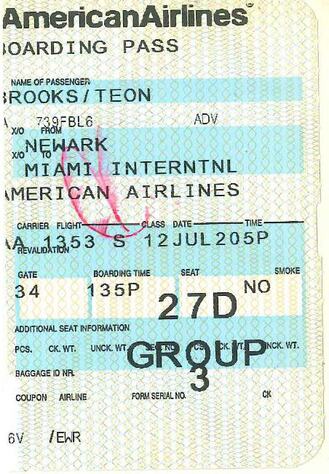 AmericanAirlines®
BOARDING PASS
NAME OF PASSENGER
BROOKS/TEON
A 739FBL6 ADV
X/O FROM
NEWARK
X/O TO
MIAMI INTERNTNL
AMERICAN AIRLINES
CARRIER FLIGHT CLASS DATE TIME
AA 1353 S 12JUL205P
REVALIDATION
GATE BOARDING TIME SEAT SMOKE
34 135P 27D NO
ADDITIONAL SEAT INFORMATION
PCS. CK. WT. UNCK. WT. GROUP
BAGGAGE ID NR. 3
COUPON AIRLINE FORM SERIAL NO. CK
6V /EWR